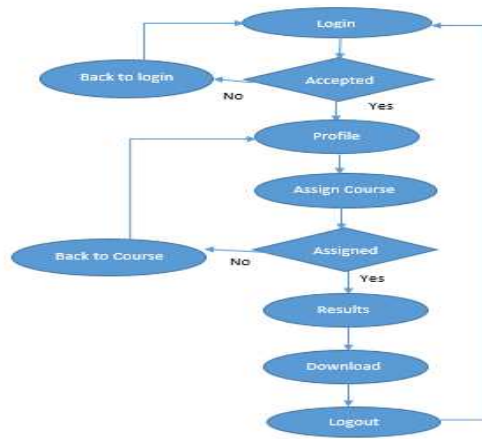 Login
Back to login
Accepted
No
Yes
Profile
Assign Course
Back to Course
Assigned
No
Yes
Results
Download
Logout